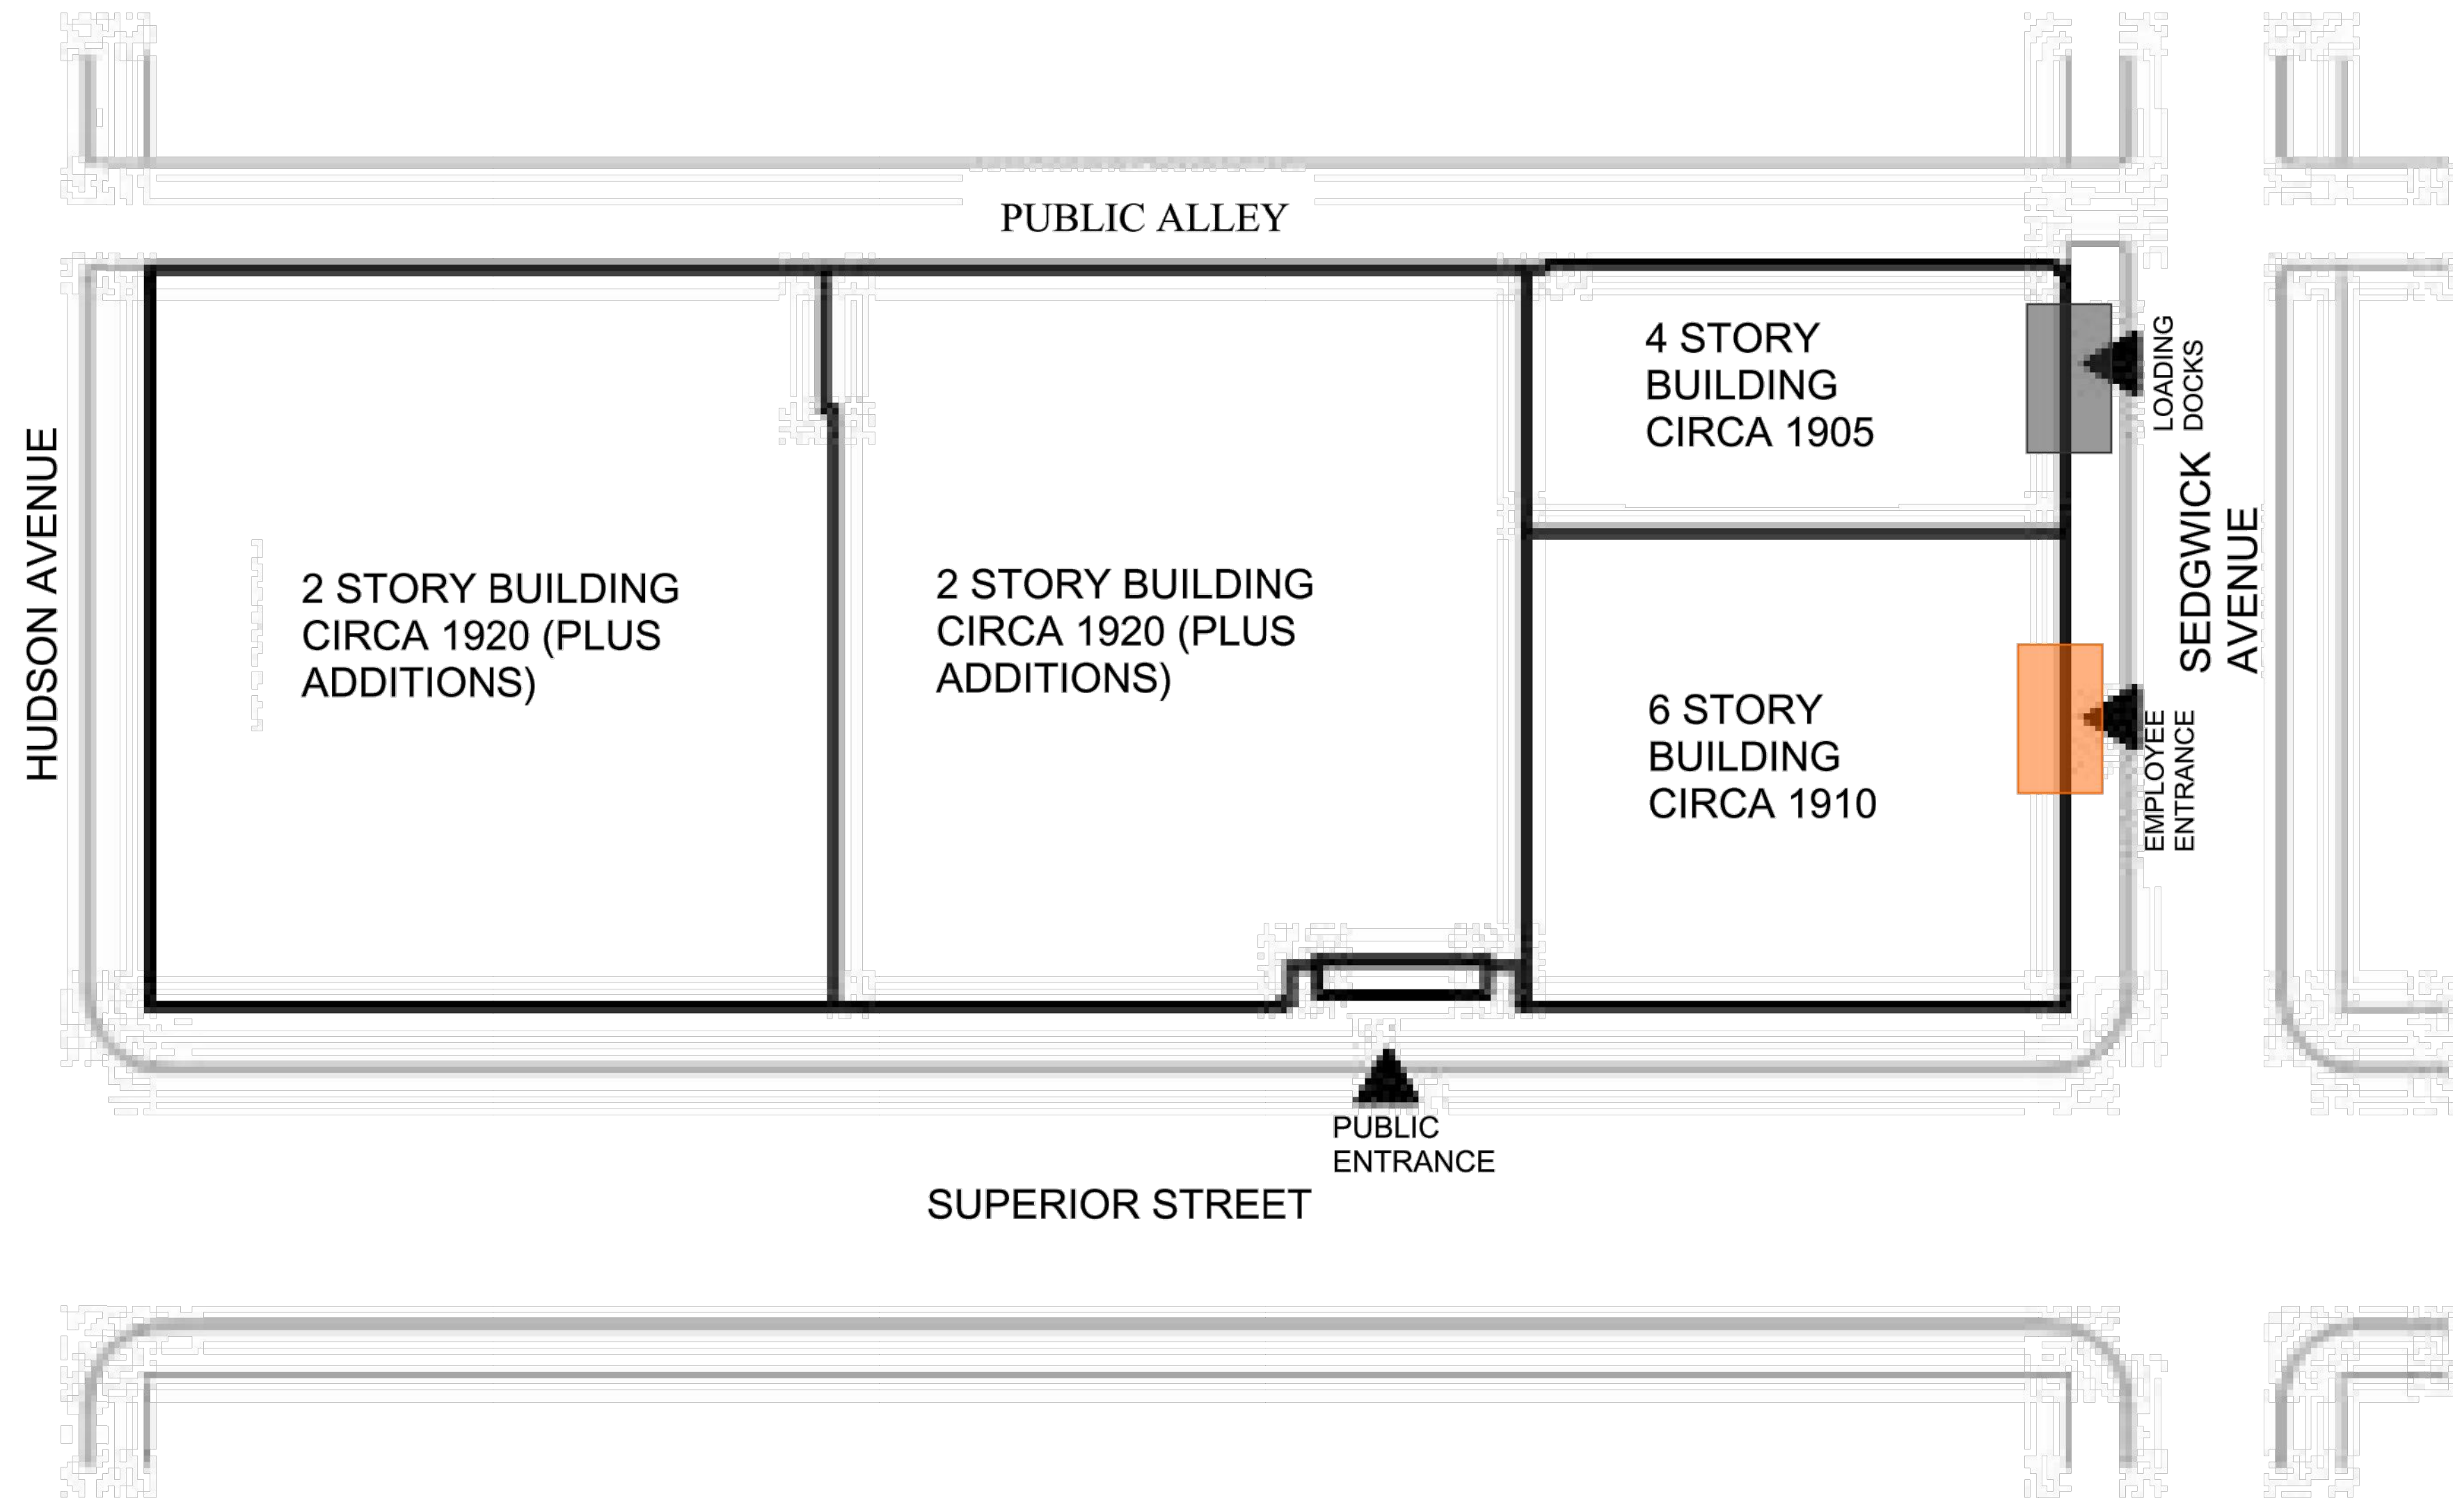 PUBLIC ALLEY
HUDSON AVENUE
2 STORY BUILDING
CIRCA 1920 (PLUS
ADDITIONS)
2 STORY BUILDING
CIRCA 1920 (PLUS
ADDITIONS)
4 STORY
BUILDING
CIRCA 1905
6 STORY
BUILDING
CIRCA 1910
LOADING
DOCKS
SEDGWICK
AVENUE
EMPLOYEE
ENTRANCE
PUBLIC
ENTRANCE
SUPERIOR STREET